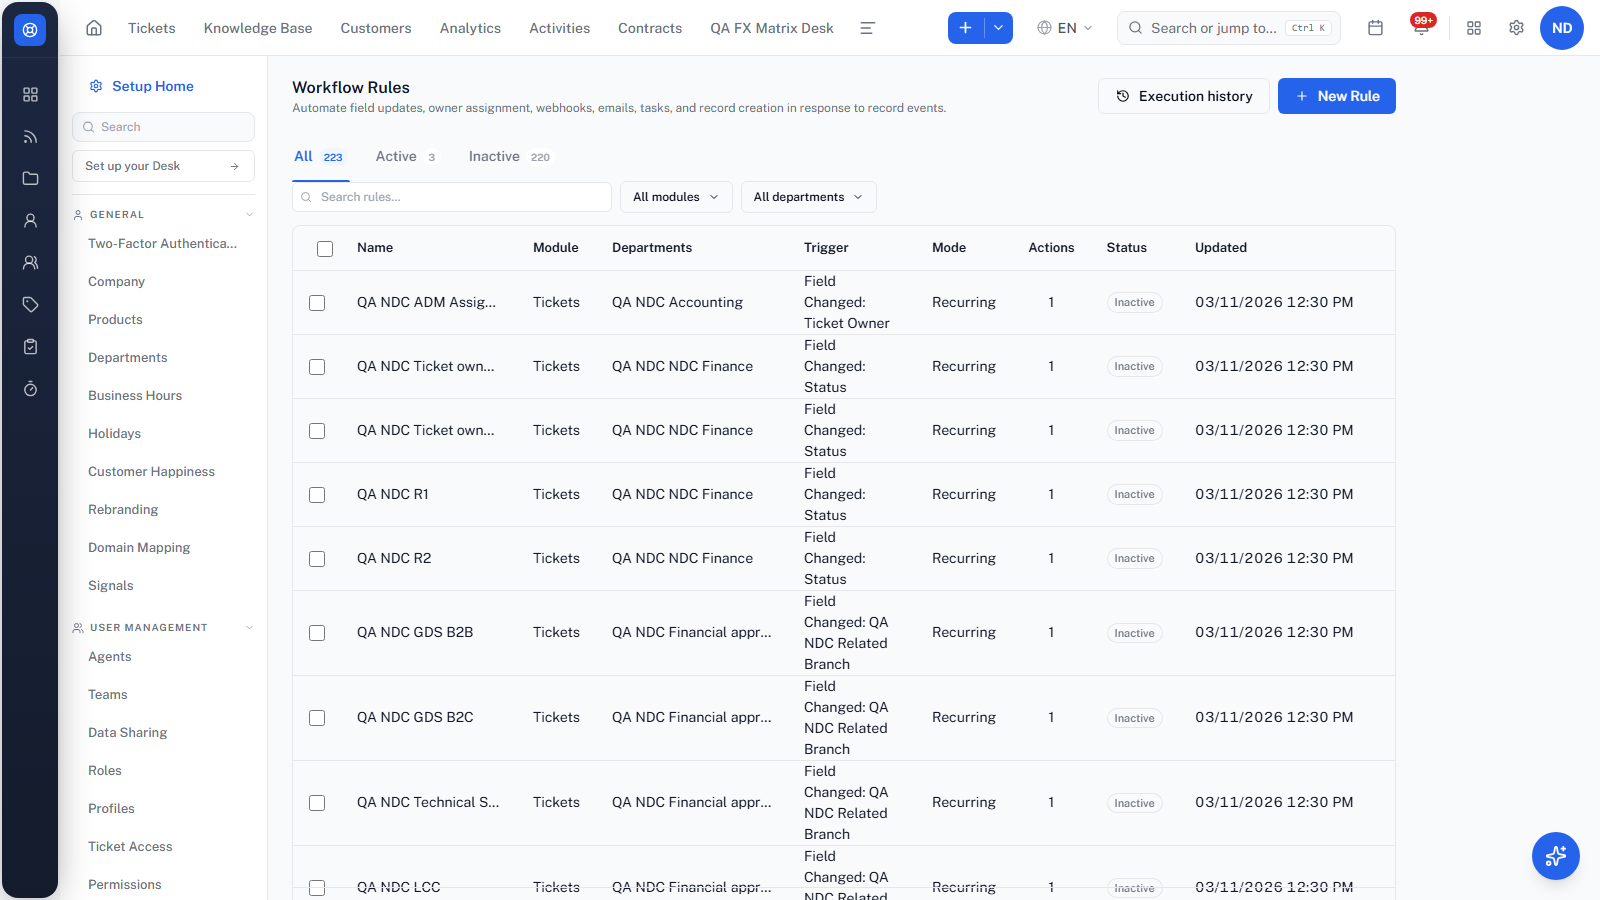 Tickets
Knowledge Base
Customers
Analytics
Activities
Contracts
QA FX Matrix Desk
EN
Search or jump to...
Ctrl K
99+
ND
Setup Home
Search
Set up your Desk
GENERAL
Two-Factor Authentica...
Company
Products
Departments
Business Hours
Holidays
Customer Happiness
Rebranding
Domain Mapping
Signals
USER MANAGEMENT
Agents
Teams
Data Sharing
Roles
Profiles
Ticket Access
Permissions
Workflow Rules
Automate field updates, owner assignment, webhooks, emails, tasks, and record creation in response to record events.
Execution history
New Rule
All 223
Active 3
Inactive 220
Search rules...
All modules
All departments
Name Module Departments Trigger Mode Actions Status Updated
QA NDC ADM Assig... Tickets QA NDC Accounting Field Changed: Ticket Owner Recurring 1 Inactive 03/11/2026 12:30 PM
QA NDC Ticket own... Tickets QA NDC NDC Finance Field Changed: Status Recurring 1 Inactive 03/11/2026 12:30 PM
QA NDC Ticket own... Tickets QA NDC NDC Finance Field Changed: Status Recurring 1 Inactive 03/11/2026 12:30 PM
QA NDC R1 Tickets QA NDC NDC Finance Field Changed: Status Recurring 1 Inactive 03/11/2026 12:30 PM
QA NDC R2 Tickets QA NDC NDC Finance Field Changed: Status Recurring 1 Inactive 03/11/2026 12:30 PM
QA NDC GDS B2B Tickets QA NDC Financial appr... Field Changed: QA NDC Related Branch Recurring 1 Inactive 03/11/2026 12:30 PM
QA NDC GDS B2C Tickets QA NDC Financial appr... Field Changed: QA NDC Related Branch Recurring 1 Inactive 03/11/2026 12:30 PM
QA NDC Technical S... Tickets QA NDC Financial appr... Field Changed: QA NDC Related Branch Recurring 1 Inactive 03/11/2026 12:30 PM
QA NDC LCC Tickets QA NDC Financial appr... Field Changed: QA NDC Related Recurring 1 Inactive 03/11/2026 12:30 PM